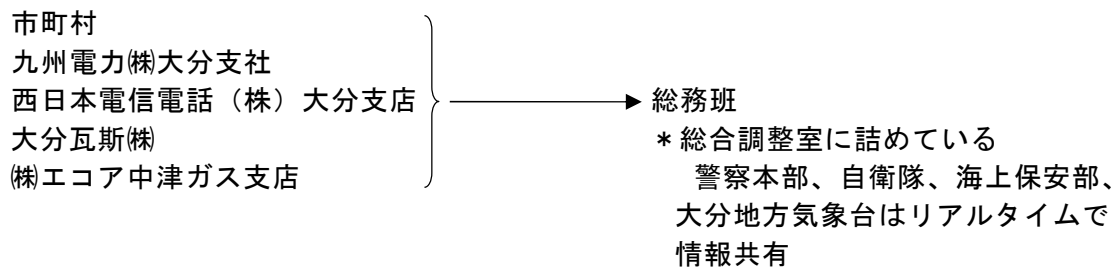 市町村
九州電力㈱大分支社
西日本電信電話（株）大分支店
大分瓦斯㈱
㈱エコア中津ガス支店
総務班
＊総合調整室に詰めている
警察本部、自衛隊、海上保安部、
大分地方気象台はリアルタイムで
情報共有